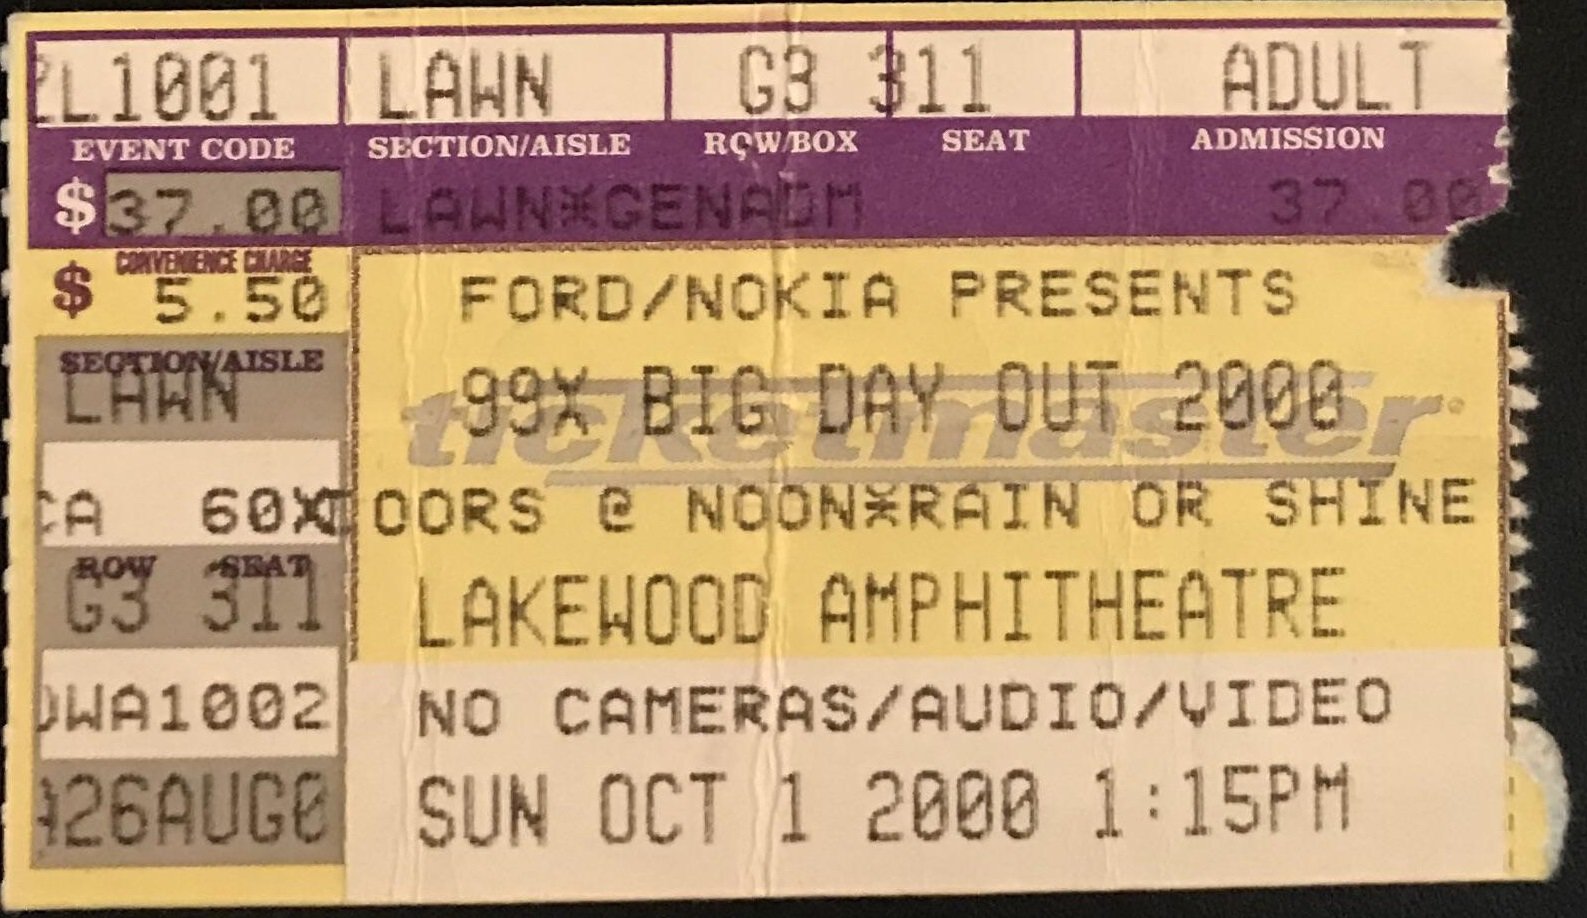 ZL1001 LAWN G3 311 ADULT
EVENT CODE SECTION/AISLE ROW/BOX SEAT ADMISSION
$ 37.00 LAWN*GENADM 37.00
CONVENIENCE CHARGE
$ 5.50 FORD/NOKIA PRESENTS
SECTION/AISLE
LAWN 99X BIG DAY OUT 2000
ticketmaster
CA 60X OORS @ NOON*RAIN OR SHINE
ROW SEAT
G3 311 LAKEWOOD AMPHITHEATRE
WA1002 NO CAMERAS/AUDIO/VIDEO
26AUG0 SUN OCT 1 2000 1:15PM